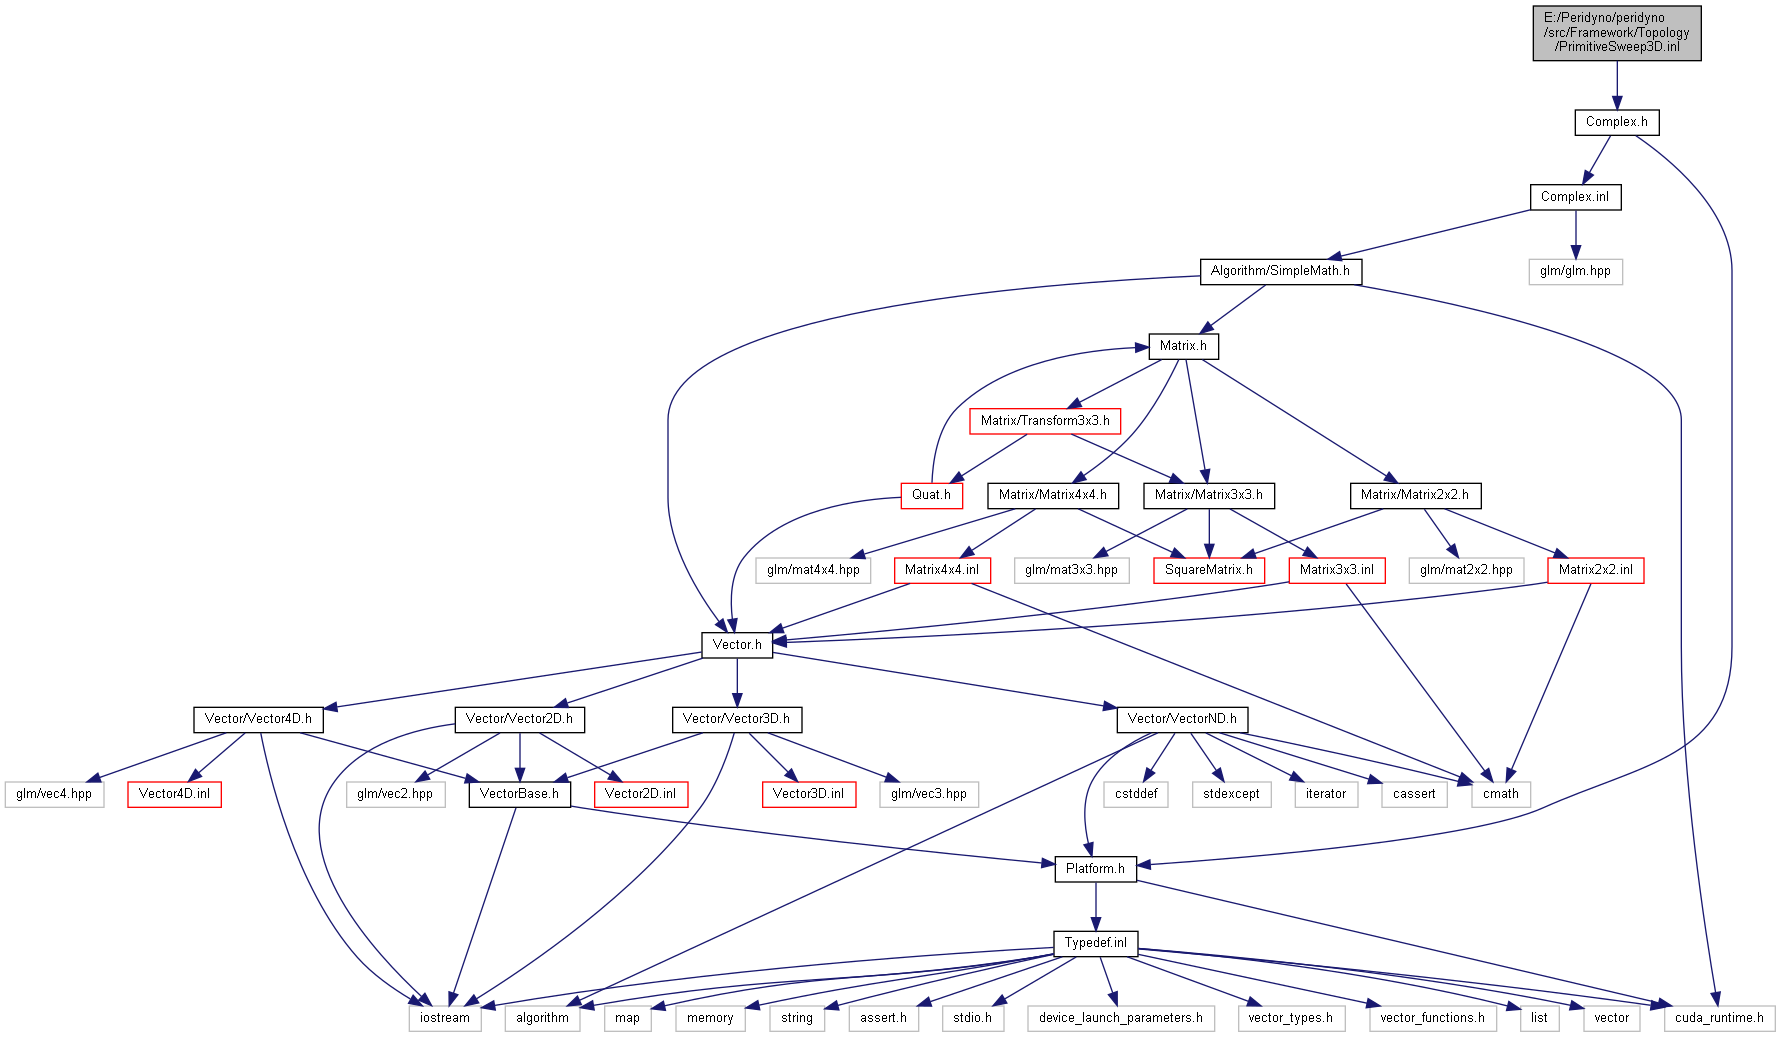 E:/Peridyno/peridyno
/src/Framework/Topology
/PrimitiveSweep3D.inl
Complex.h
Complex.inl
Algorithm/SimpleMath.h
glm/glm.hpp
Matrix.h
Matrix/Transform3x3.h
Quat.h
Matrix/Matrix4x4.h
Matrix/Matrix3x3.h
Matrix/Matrix2x2.h
glm/mat4x4.hpp
Matrix4x4.inl
glm/mat3x3.hpp
SquareMatrix.h
Matrix3x3.inl
glm/mat2x2.hpp
Matrix2x2.inl
Vector.h
Vector/Vector4D.h
Vector/Vector2D.h
Vector/Vector3D.h
Vector/VectorND.h
glm/vec4.hpp
Vector4D.inl
glm/vec2.hpp
VectorBase.h
Vector2D.inl
Vector3D.inl
glm/vec3.hpp
cstddef
stdexcept
iterator
cassert
cmath
Platform.h
Typedef.inl
iostream
algorithm
map
memory
string
assert.h
stdio.h
device_launch_parameters.h
vector_types.h
vector_functions.h
list
vector
cuda_runtime.h